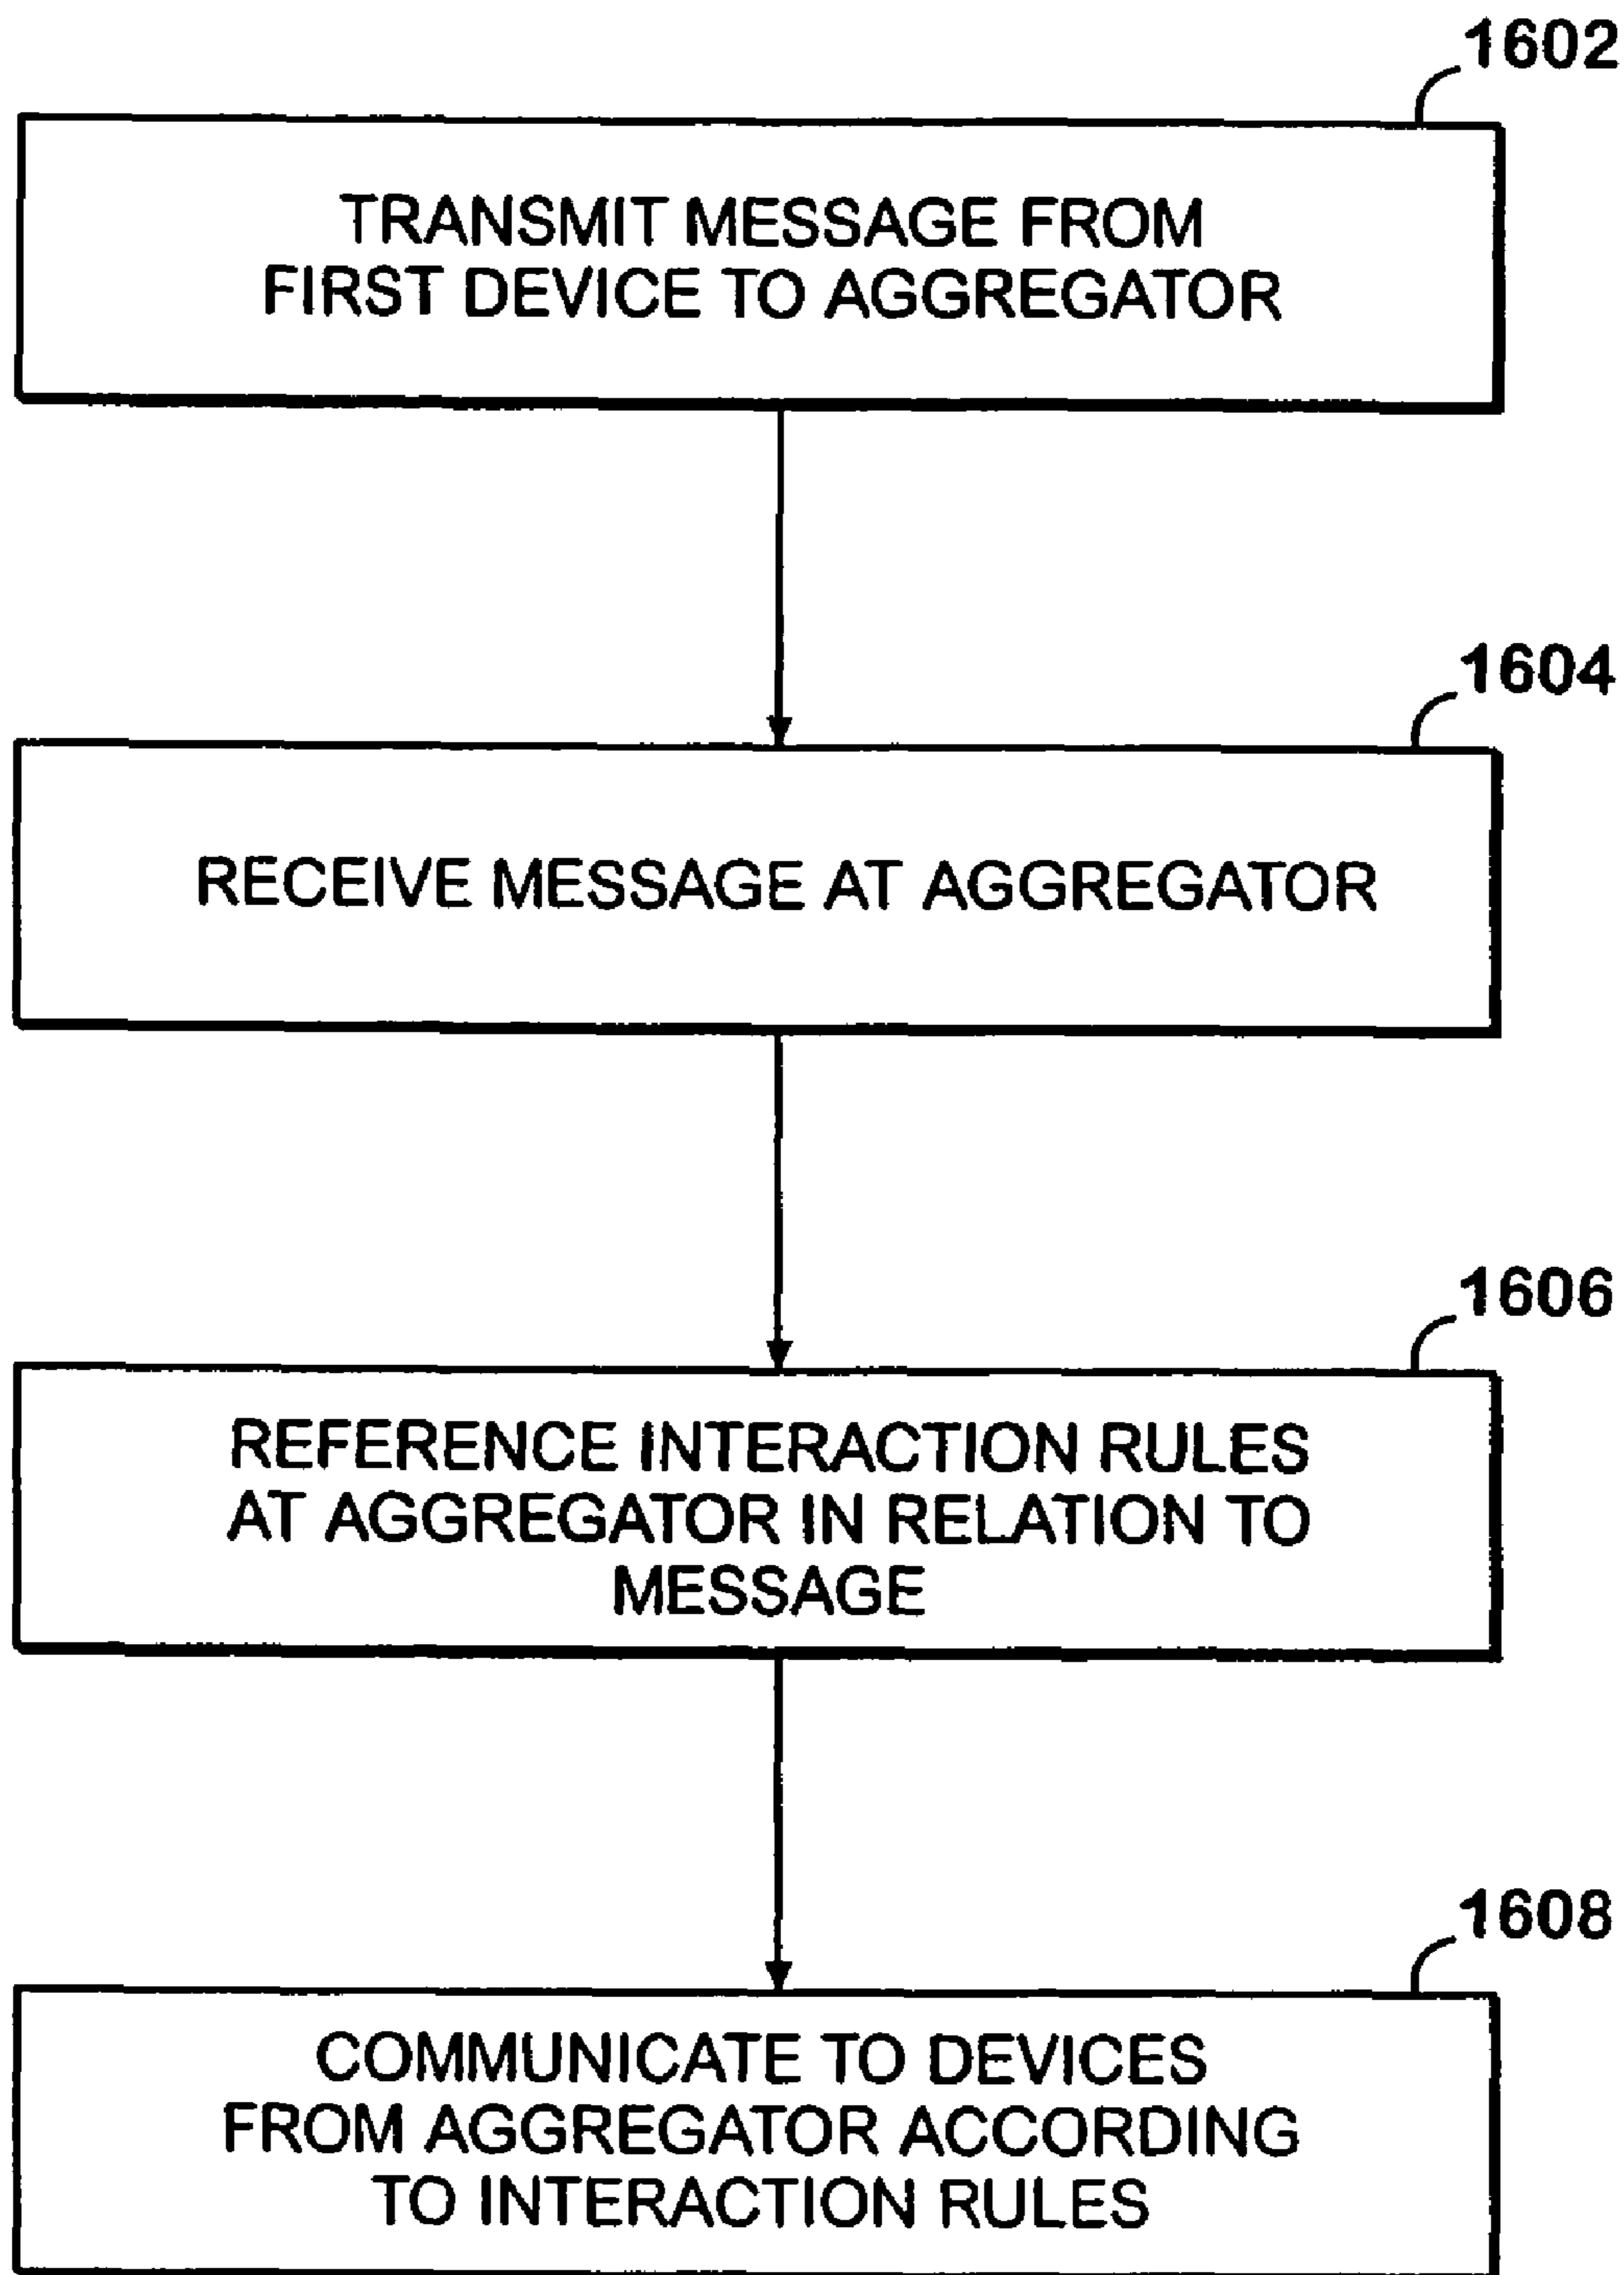 1602
TRANSMIT MESSAGE FROM
FIRST DEVICE TO AGGREGATOR
1604
RECEIVE MESSAGE AT AGGREGATOR
1606
REFERENCE INTERACTION RULES
AT AGGREGATOR IN RELATION TO
MESSAGE
1608
COMMUNICATE TO DEVICES
FROM AGGREGATOR ACCORDING
TO INTERACTION RULES